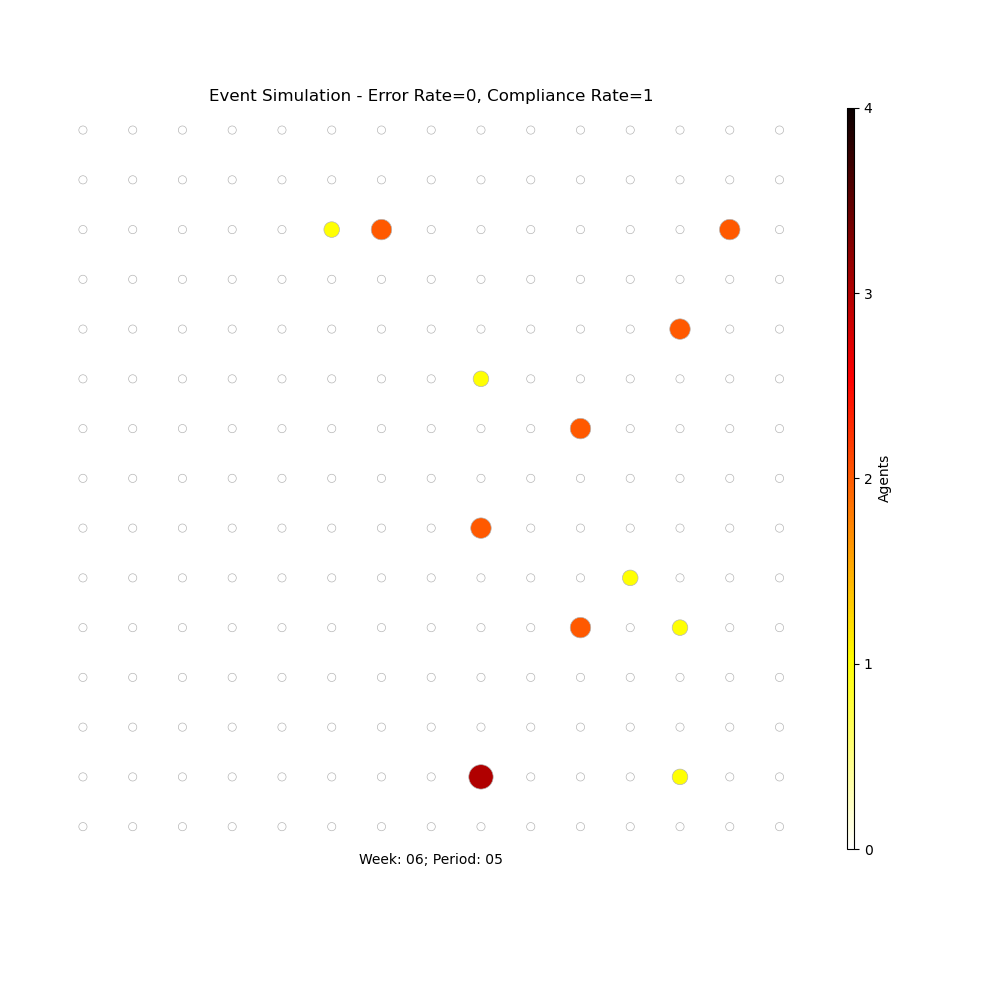 Event Simulation - Error Rate=0, Compliance Rate=1
4
3
2
1
0
Agents
Week: 06; Period: 05